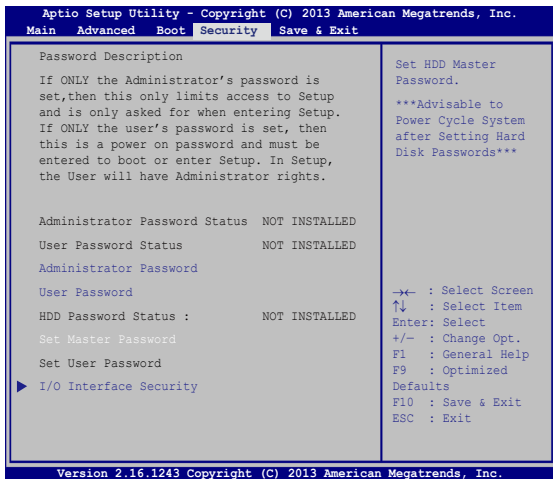 Aptio Setup Utility - Copyright (C) 2013 American Megatrends, Inc.
Main Advanced Boot Security Save & Exit
Password Description
If ONLY the Administrator's password is
set,then this only limits access to Setup
and is only asked for when entering Setup.
If ONLY the user's password is set, then
this is a power on password and must be
entered to boot or enter Setup. In Setup,
the User will have Administrator rights.
Administrator Password Status NOT INSTALLED
User Password Status NOT INSTALLED
Administrator Password
User Password
HDD Password Status : NOT INSTALLED
Set Master Password
Set User Password
I/O Interface Security
Set HDD Master
Password.
***Advisable to
Power Cycle System
after Setting Hard
Disk Passwords***
→← : Select Screen
↑↓ : Select Item
Enter: Select
+/— : Change Opt.
F1 : General Help
F9 : Optimized
Defaults
F10 : Save & Exit
ESC : Exit
Version 2.16.1243 Copyright (C) 2013 American Megatrends, Inc.